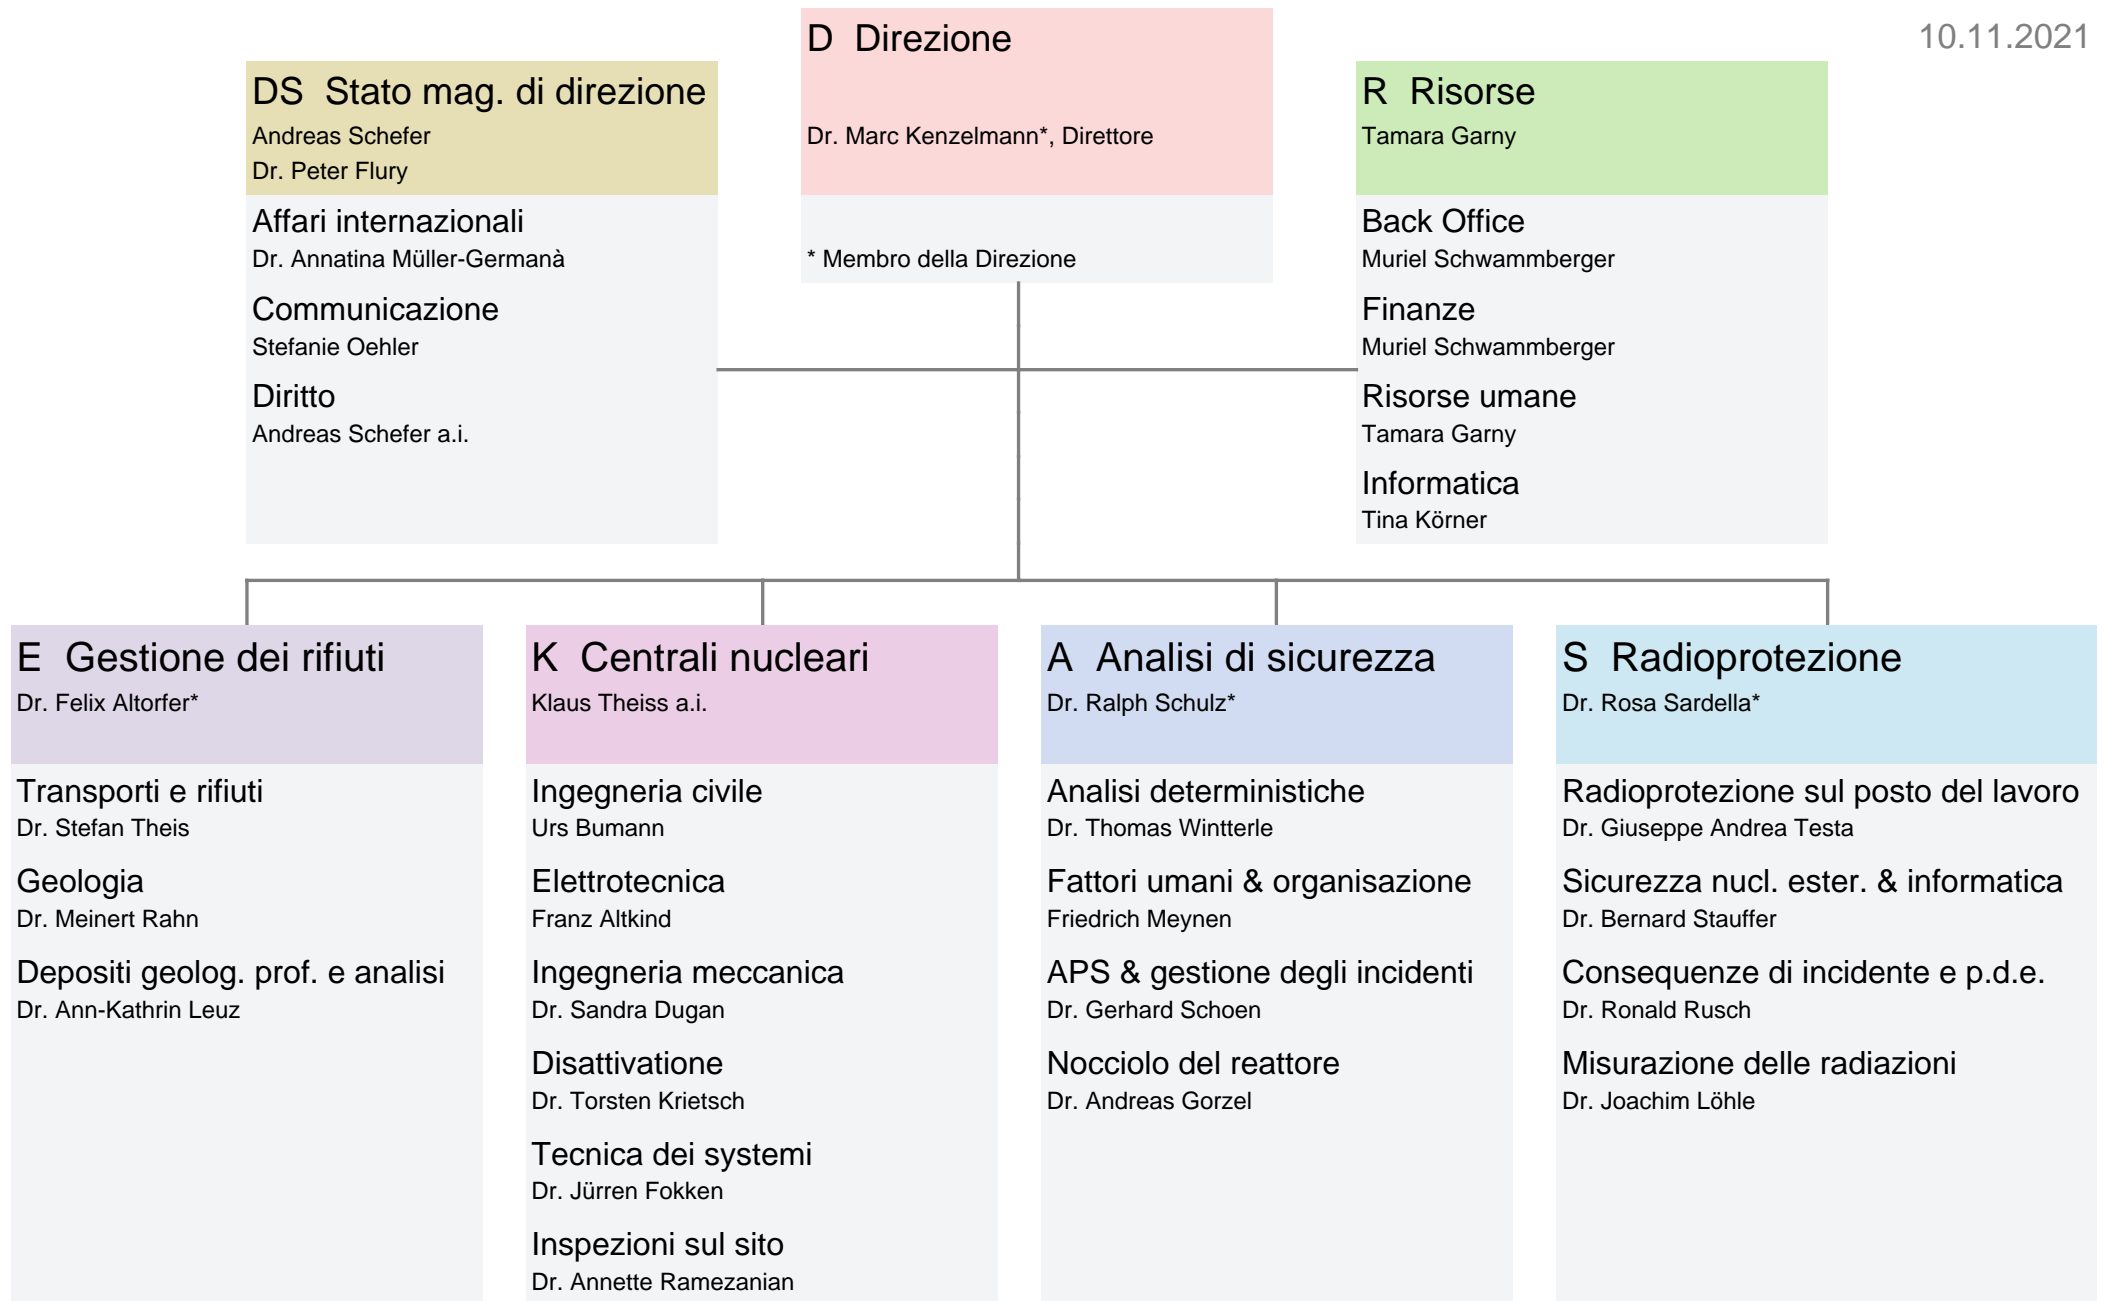 10.11.2021
D Direzione
Dr. Marc Kenzelmann*, Direttore
* Membro della Direzione
DS Stato mag. di direzione
Andreas Schefer
Dr. Peter Flury
Affari internazionali
Dr. Annatina Müller-Germanà
Communicazione
Stefanie Oehler
Diritto
Andreas Schefer a.i.
R Risorse
Tamara Garny
Back Office
Muriel Schwammberger
Finanze
Muriel Schwammberger
Risorse umane
Tamara Garny
Informatica
Tina Körner
E Gestione dei rifiuti
Dr. Felix Altorfer*
Transporti e rifiuti
Dr. Stefan Theis
Geologia
Dr. Meinert Rahn
Depositi geolog. prof. e analisi
Dr. Ann-Kathrin Leuz
K Centrali nucleari
Klaus Theiss a.i.
Ingegneria civile
Urs Bumann
Elettrotecnica
Franz Altkind
Ingegneria meccanica
Dr. Sandra Dugan
Disattivatione
Dr. Torsten Krietsch
Tecnica dei systemi
Dr. Jürren Fokken
Inspezioni sul sito
Dr. Annette Ramezanian
A Analisi di sicurezza
Dr. Ralph Schulz*
Analisi deterministiche
Dr. Thomas Wintterle
Fattori umani & organisazione
Friedrich Meynen
APS & gestione degli incidenti
Dr. Gerhard Schoen
Nocciolo del reattore
Dr. Andreas Gorzel
S Radioprotezione
Dr. Rosa Sardella*
Radioprotezione sul posto del lavoro
Dr. Giuseppe Andrea Testa
Sicurezza nucl. ester. & informatica
Dr. Bernard Stauffer
Consequenze di incidente e p.d.e.
Dr. Ronald Rusch
Misurazione delle radiazioni
Dr. Joachim Löhle